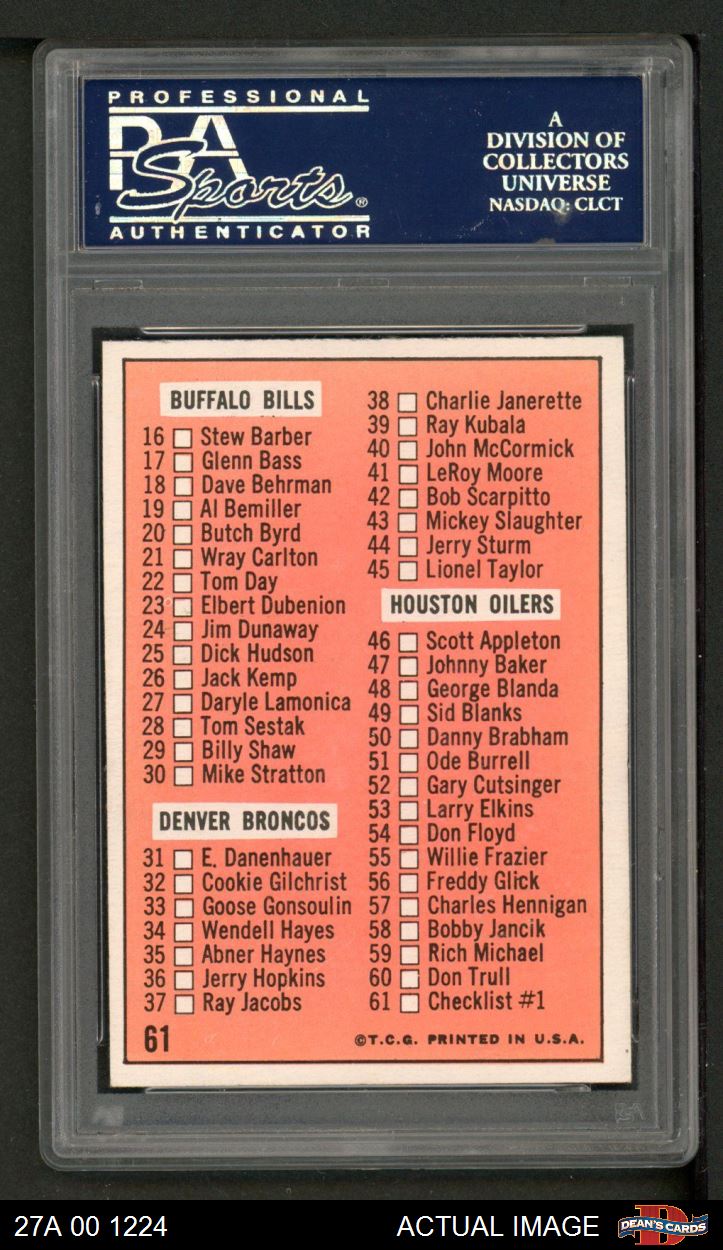 PROFESSIONAL
PSA
Sports®
AUTHENTICATOR
A
DIVISION OF
COLLECTORS
UNIVERSE
NASDAQ: CLCT
BUFFALO BILLS
16 Stew Barber
17 Glenn Bass
18 Dave Behrman
19 Al Bemiller
20 Butch Byrd
21 Wray Carlton
22 Tom Day
23 Elbert Dubenion
24 Jim Dunaway
25 Dick Hudson
26 Jack Kemp
27 Daryle Lamonica
28 Tom Sestak
29 Billy Shaw
30 Mike Stratton
DENVER BRONCOS
31 E. Danenhauer
32 Cookie Gilchrist
33 Goose Gonsoulin
34 Wendell Hayes
35 Abner Haynes
36 Jerry Hopkins
37 Ray Jacobs
38 Charlie Janerette
39 Ray Kubala
40 John McCormick
41 LeRoy Moore
42 Bob Scarpitto
43 Mickey Slaughter
44 Jerry Sturm
45 Lionel Taylor
HOUSTON OILERS
46 Scott Appleton
47 Johnny Baker
48 George Blanda
49 Sid Blanks
50 Danny Brabham
51 Ode Burrell
52 Gary Cutsinger
53 Larry Elkins
54 Don Floyd
55 Willie Frazier
56 Freddy Glick
57 Charles Hennigan
58 Bobby Jancik
59 Rich Michael
60 Don Trull
61 Checklist #1
61
©T.C.G. PRINTED IN U.S.A.
27A 00 1224
ACTUAL IMAGE
DEAN'S CARDS